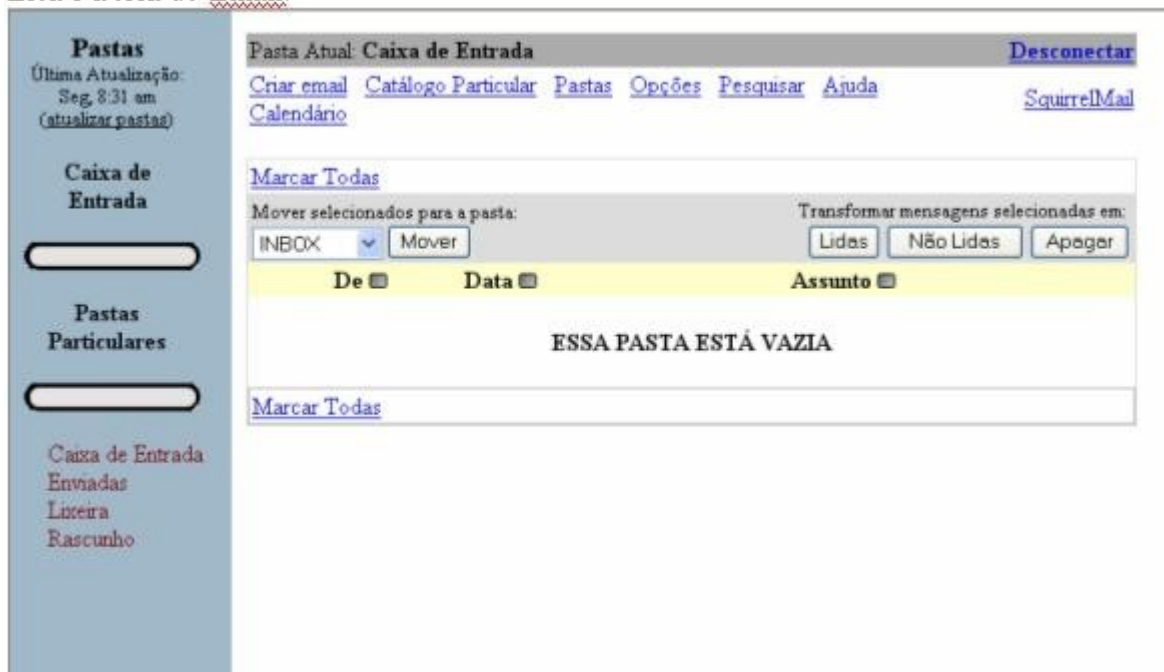 Pastas
Última Atualização:
Seg, 8:31 am
(atualizar pastas)
Caixa de
Entrada
Pastas
Particulares
Caixa de Entrada
Enviadas
Lixeira
Rascunho
Pasta Atual: Caixa de Entrada Desconectar
Criar email Catálogo Particular Pastas Opções Pesquisar Ajuda
Calendário SquirrelMail
Marcar Todas
Mover selecionados para a pasta: Transformar mensagens selecionadas em:
INBOX Mover Lidas Não Lidas Apagar
De Data Assunto
ESSA PASTA ESTÁ VAZIA
Marcar Todas